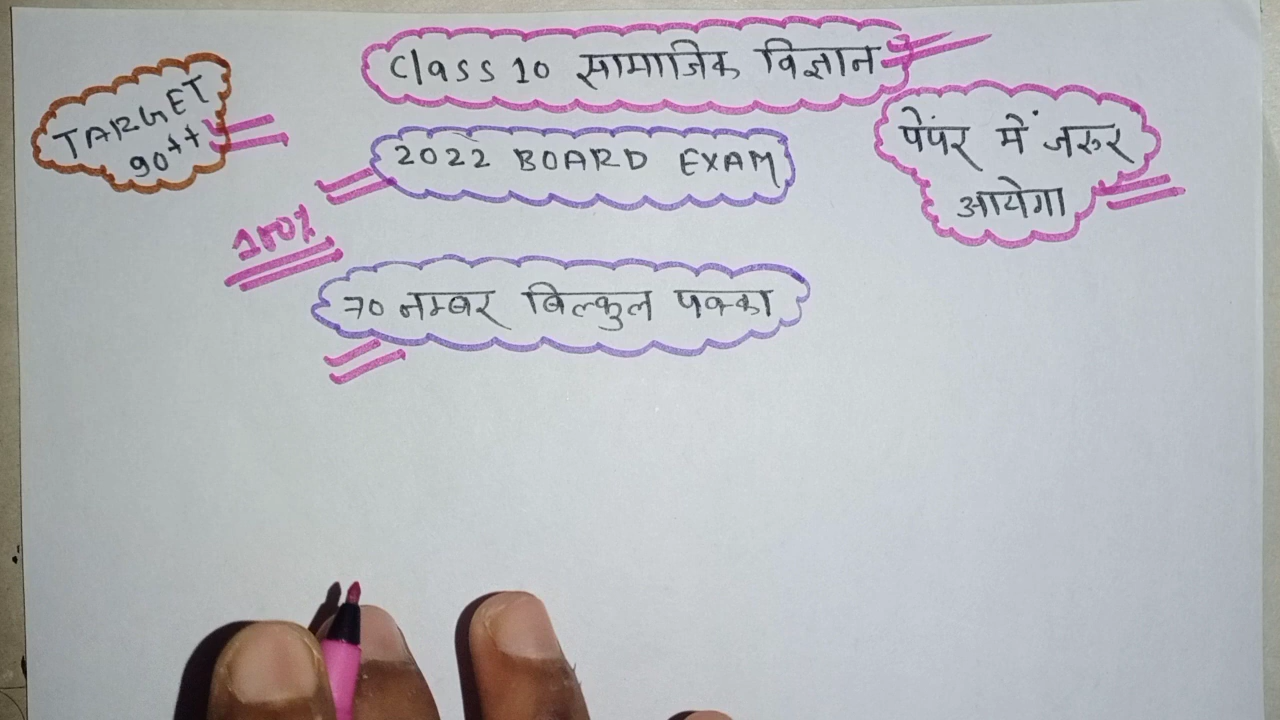 Class 10 सामाजिक विज्ञान
TARGET
90++
2022 BOARD EXAM
पेपर में जरुर
आयेगा
100%
70 नम्बर बिल्कुल पक्का